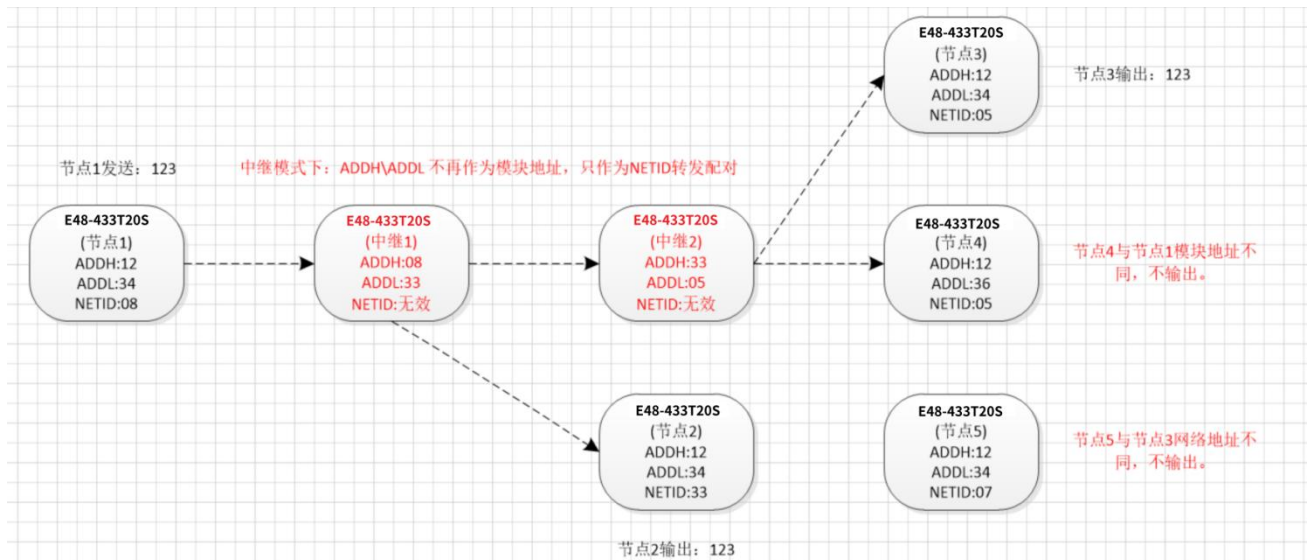 E48-433T20S
(节点3)
ADDH:12
ADDL:34
NETID:05
节点3输出：123
节点1发送：123
中继模式下：ADDH\ADDL 不再作为模块地址，只作为NETID转发配对
E48-433T20S
(节点1)
ADDH:12
ADDL:34
NETID:08
E48-433T20S
(中继1)
ADDH:08
ADDL:33
NETID:无效
E48-433T20S
(中继2)
ADDH:33
ADDL:05
NETID:无效
E48-433T20S
(节点4)
ADDH:12
ADDL:36
NETID:05
节点4与节点1模块地址不
同，不输出。
E48-433T20S
(节点2)
ADDH:12
ADDL:34
NETID:33
节点2输出：123
E48-433T20S
(节点5)
ADDH:12
ADDL:34
NETID:07
节点5与节点3网络地址不
同，不输出。